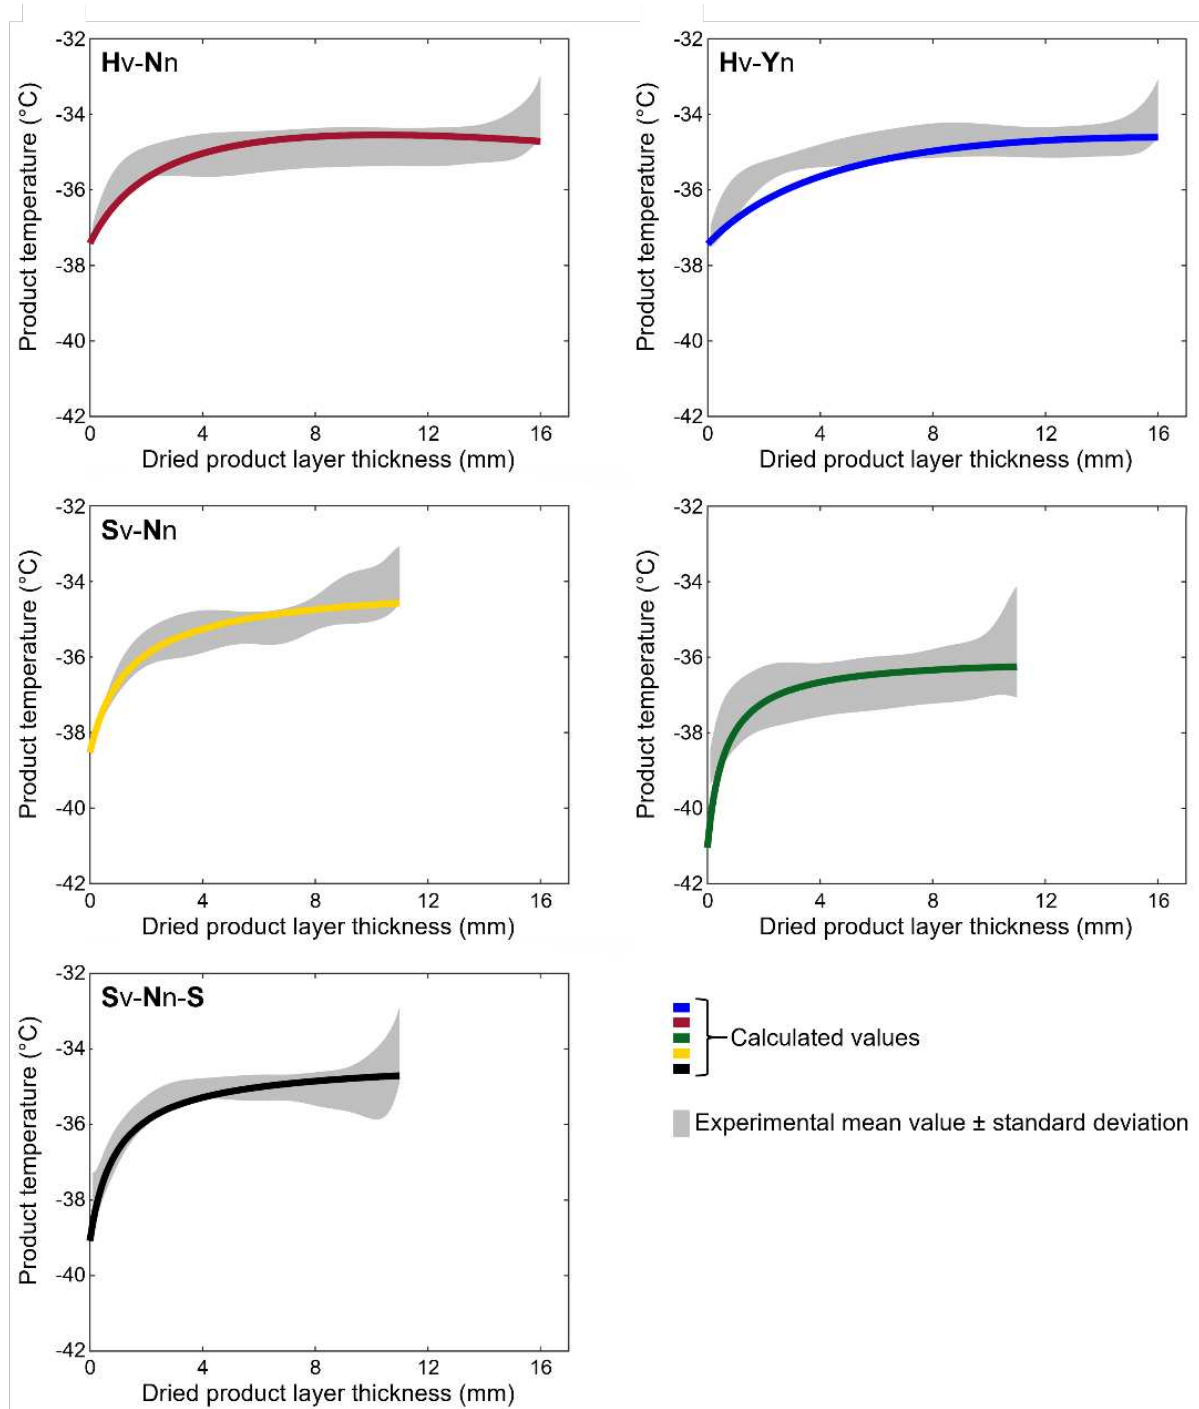 Hv-Nn
Product temperature (°C)
-32
-34
-36
-38
-40
-42
0 4 8 12 16
Dried product layer thickness (mm)
Hv-Yn
Product temperature (°C)
-32
-34
-36
-38
-40
-42
0 4 8 12 16
Dried product layer thickness (mm)
Sv-Nn
Product temperature (°C)
-32
-34
-36
-38
-40
-42
0 4 8 12 16
Dried product layer thickness (mm)
Product temperature (°C)
-32
-34
-36
-38
-40
-42
0 4 8 12 16
Dried product layer thickness (mm)
Sv-Nn-S
Product temperature (°C)
-32
-34
-36
-38
-40
-42
0 4 8 12 16
Dried product layer thickness (mm)
Calculated values
Experimental mean value ± standard deviation